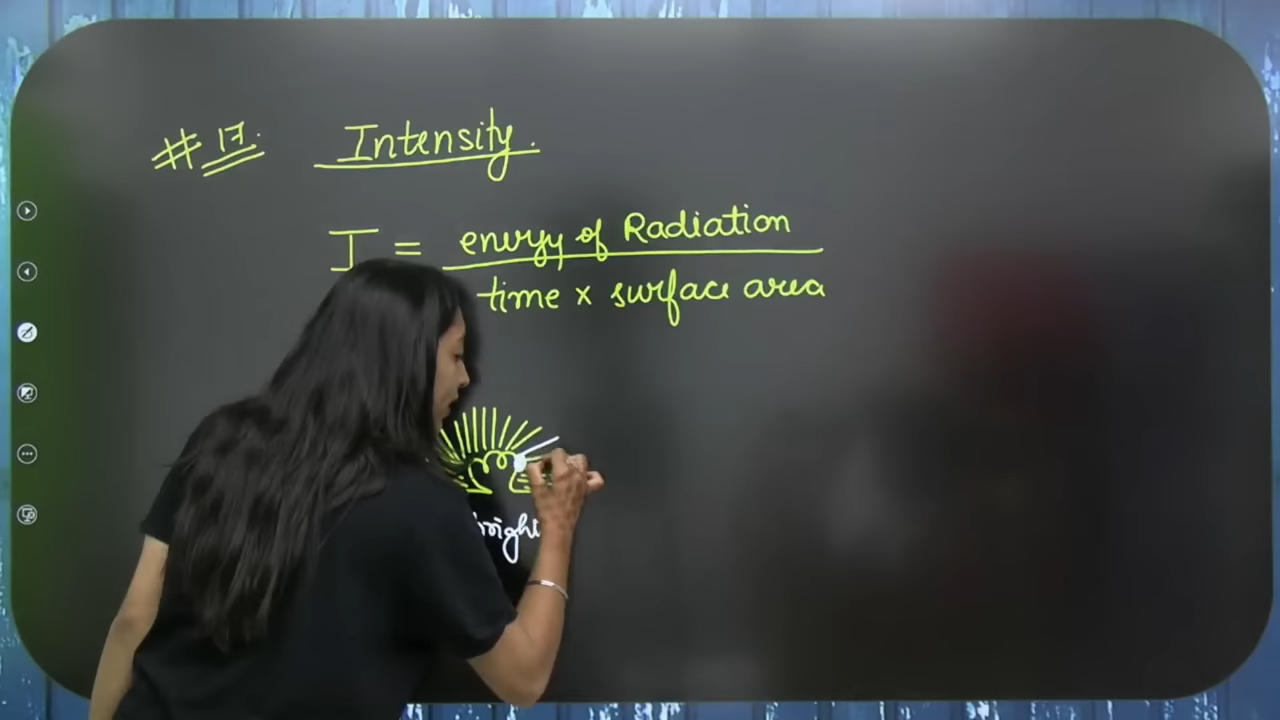 # 17. Intensity.
I = energy of Radiation
time x surface area